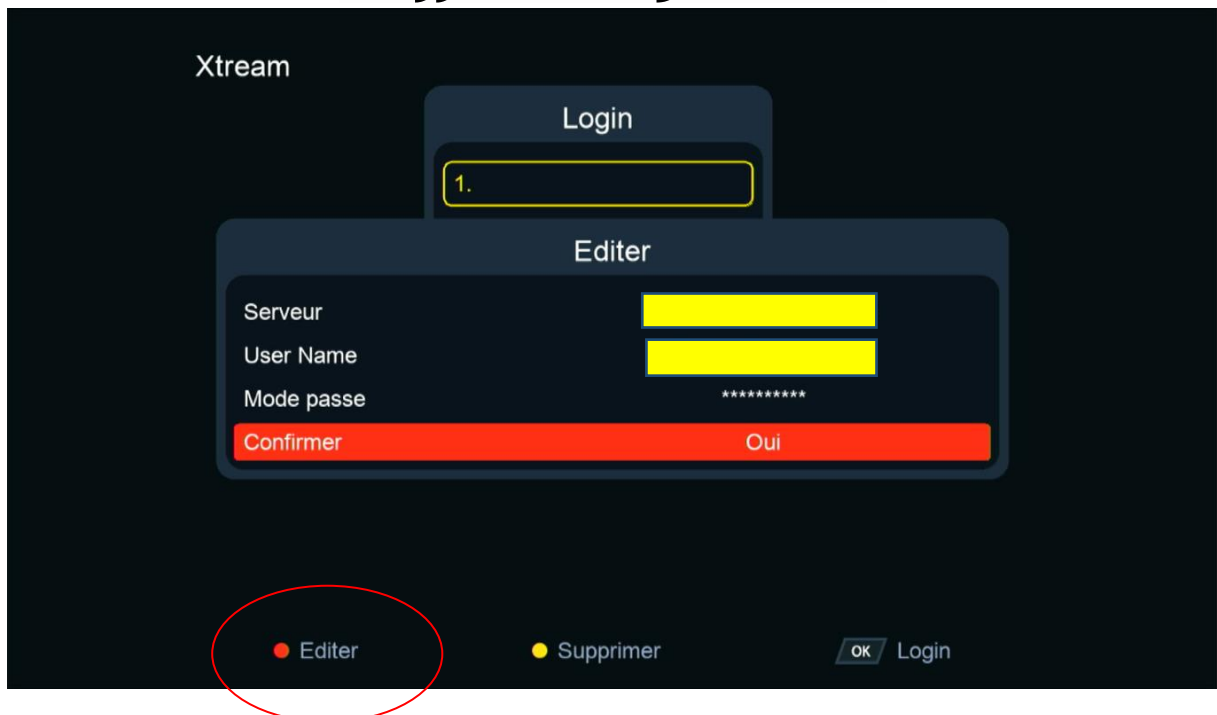 Xtream
Login
1.
Editer
Serveur
User Name
Mode passe **********
Confirmer Oui
Editer Supprimer OK Login